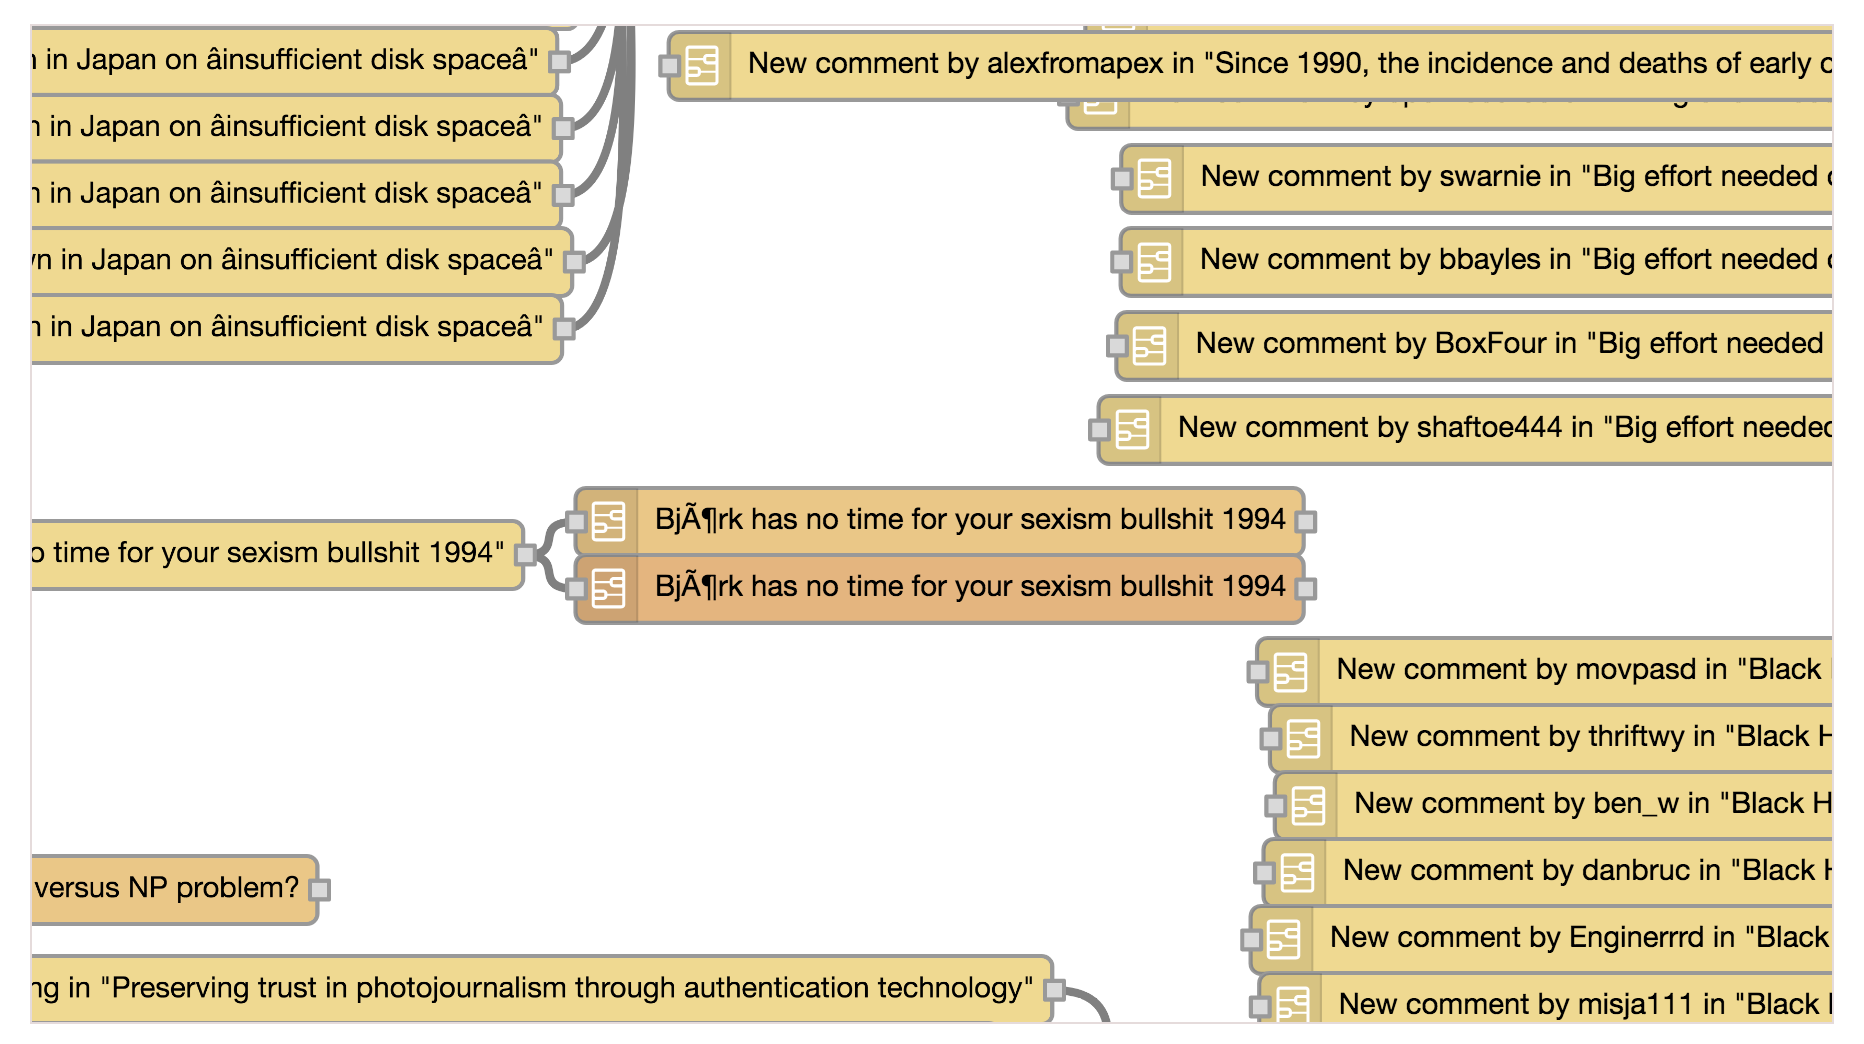 in Japan on âinsufficient disk spaceâ"
in Japan on âinsufficient disk spaceâ"
in Japan on âinsufficient disk spaceâ"
in Japan on âinsufficient disk spaceâ"
in Japan on âinsufficient disk spaceâ"
New comment by alexfromapex in "Since 1990, the incidence and deaths of early
New comment by swarnie in "Big effort needed
New comment by bbayles in "Big effort needed
New comment by BoxFour in "Big effort needed
New comment by shaftoe444 in "Big effort needed
o time for your sexism bullshit 1994"
BjÃ¶rk has no time for your sexism bullshit 1994
BjÃ¶rk has no time for your sexism bullshit 1994
New comment by movpasd in "Black
New comment by thriftwy in "Black H
New comment by ben_w in "Black H
New comment by danbruc in "Black H
New comment by Enginerrrd in "Black
New comment by misja111 in "Black
versus NP problem?
ng in "Preserving trust in photojournalism through authentication technology"